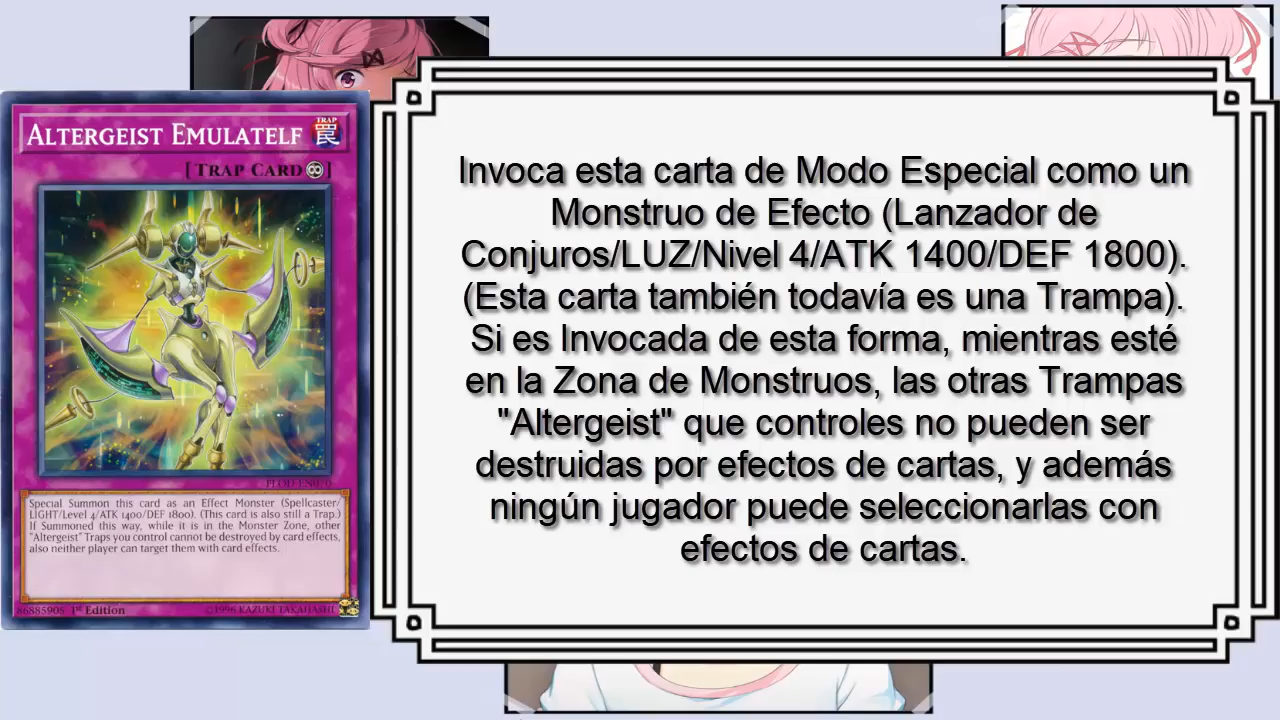 ALTERGEIST EMULATELF
TRAP
罠
[TRAP CARD ]
FLOD-EN070
Special Summon this card as an Effect Monster (Spellcaster/
LIGHT/Level 4/ATK 1400/DEF 1800). (This card is also still a Trap.)
If Summoned this way, while it is in the Monster Zone, other
"Altergeist" Traps you control cannot be destroyed by card effects,
also neither player can target them with card effects.
86885905 1st Edition
©1996 KAZUKI TAKAHASHI
Invoca esta carta de Modo Especial como un
Monstruo de Efecto (Lanzador de
Conjuros/LUZ/Nivel 4/ATK 1400/DEF 1800).
(Esta carta también todavía es una Trampa).
Si es Invocada de esta forma, mientras esté
en la Zona de Monstruos, las otras Trampas
"Altergeist" que controles no pueden ser
destruidas por efectos de cartas, y además
ningún jugador puede seleccionarlas con
efectos de cartas.